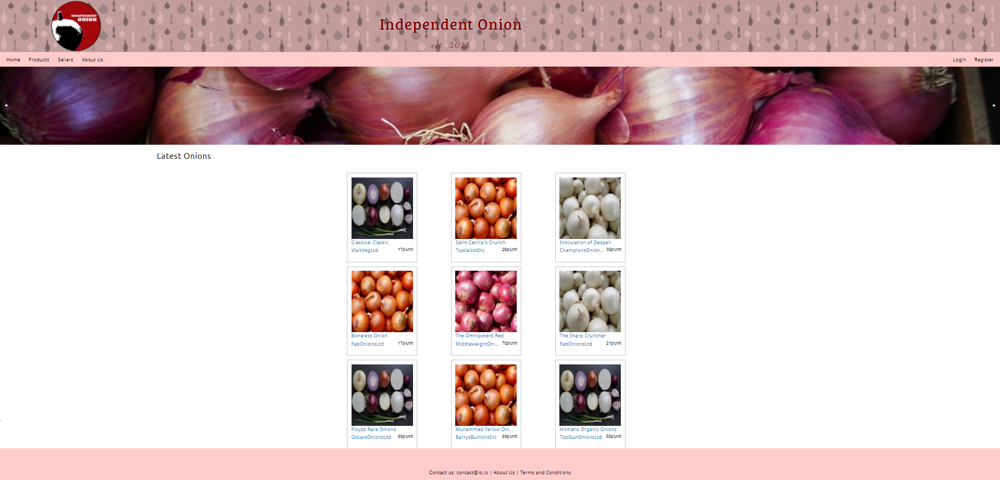 INDEPENDENT
ONION
Independent Onion
est. 2018
Home Products Sellers About Us Login Register
Latest Onions
Classical Classic
WaitVegLtd 17p/unit
Saint Cecilia's Crunch
TopcalcotInc 26p/unit
Inoculation of Despair
ChampionsOnion... 30p/unit
Boneless Onion
FabOnionsLtd 17p/unit
The Omnipotent Red
MiddleweightOni... 70p/unit
The Sharp Cruncher
FabOnionsLtd 21p/unit
Floyds Rare Onions
OscarsOnionsLtd 99p/unit
Muhammed Yellow Oni...
BarrysBunionsInc 99p/unit
Hitmans Organic Onions
TopGunOnionsLtd 88p/unit
Contact us: contact@io.io | About Us | Terms and Conditions